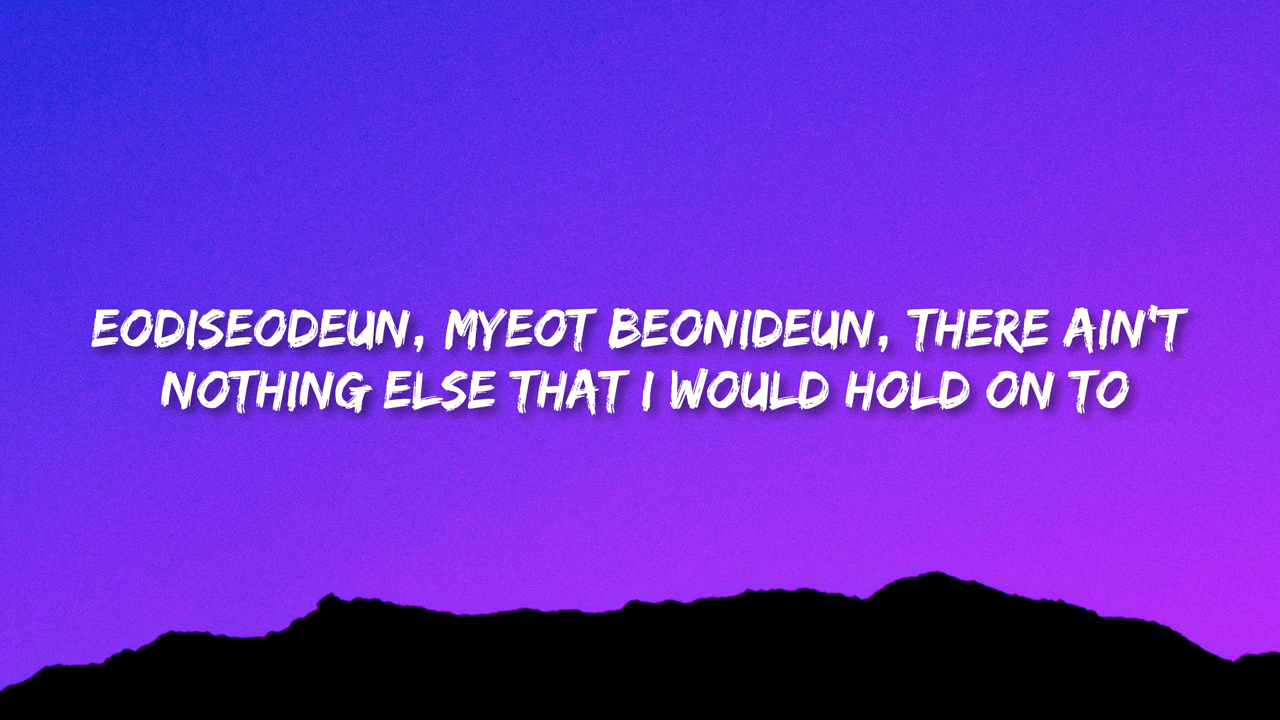 EODISEODEUN, MYEOT BEONIDEUN, THERE AIN'T
NOTHING ELSE THAT I WOULD HOLD ON TO